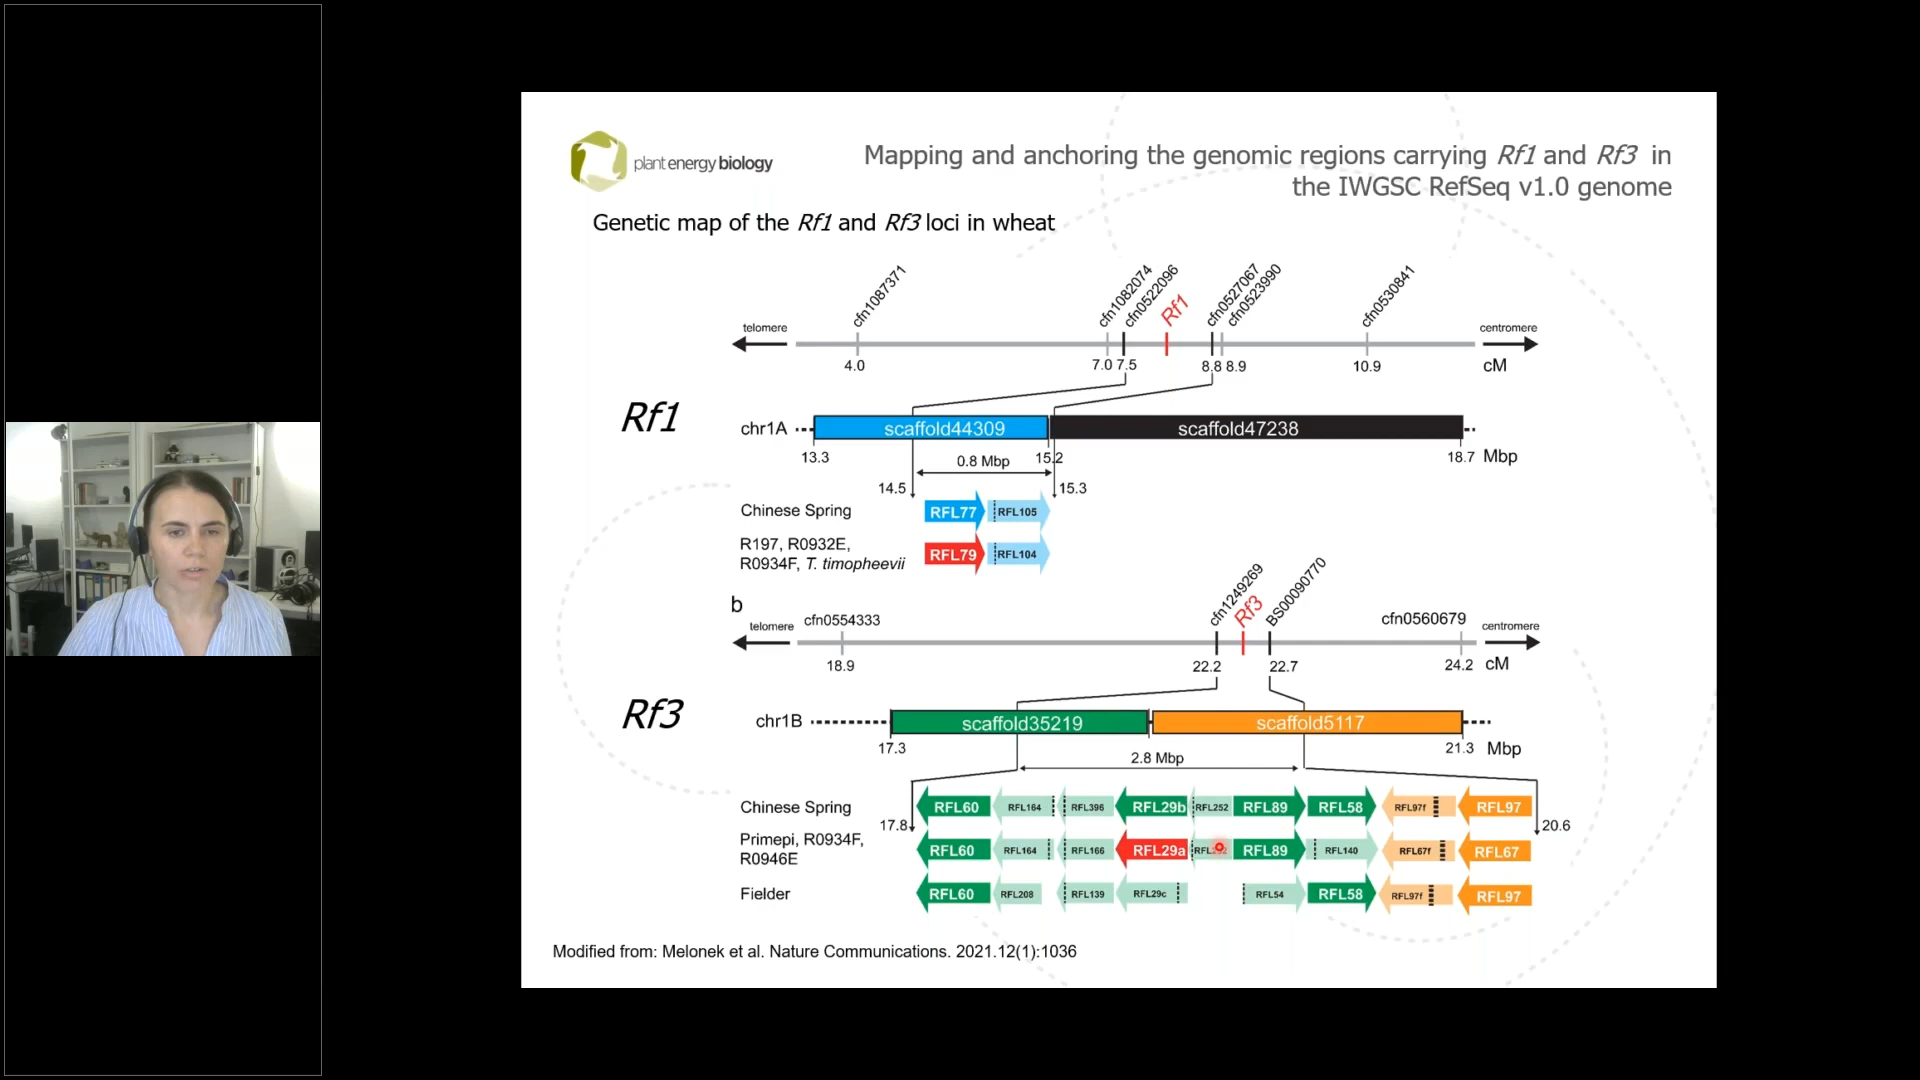 plant energy biology
Mapping and anchoring the genomic regions carrying Rf1 and Rf3 in
the IWGSC RefSeq v1.0 genome
Genetic map of the Rf1 and Rf3 loci in wheat
cfn1087371 cfn1082074 cfn0522096 Rf1 cfn0527067 cfn0523990 cfn0530841
telomere centromere
4.0 7.0 7.5 8.8 8.9 10.9 cM
Rf1
chr1A scaffold44309 scaffold47238
13.3 0.8 Mbp 15.2 18.7 Mbp
14.5 15.3
Chinese Spring RFL77 RFL105
R197, R0932E,
R0934F, T. timopheevii RFL79 RFL104
b
cfn0554333 cfn1249269 Rf3 BS00090770 cfn0560679
telomere centromere
18.9 22.2 22.7 24.2 cM
Rf3
chr1B scaffold35219 scaffold5117
17.3 21.3 Mbp
2.8 Mbp
Chinese Spring RFL60 RFL164 RFL396 RFL29b RFL252 RFL89 RFL58 RFL97f RFL97
17.8 20.6
Primepi, R0934F,
R0946E RFL60 RFL164 RFL166 RFL29a RFL89 RFL140 RFL67f RFL67
Fielder RFL60 RFL208 RFL139 RFL29c RFL54 RFL58 RFL97f RFL97
Modified from: Melonek et al. Nature Communications. 2021.12(1):1036